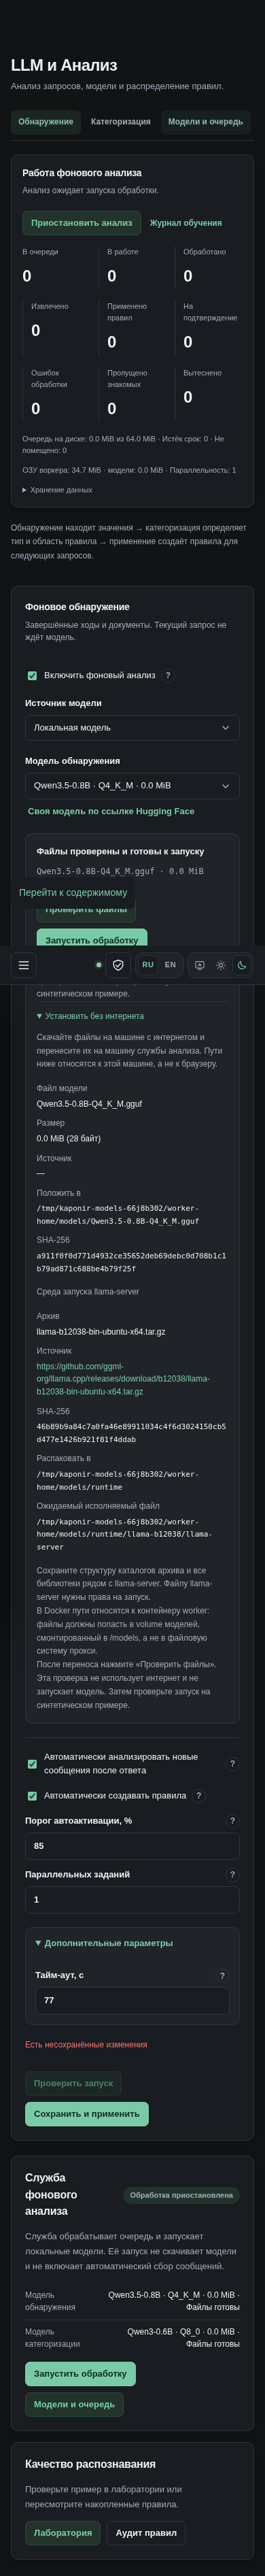 LLM и Анализ
Анализ запросов, модели и распределение правил.
Обнаружение Категоризация Модели и очередь
Работа фонового анализа
Анализ ожидает запуска обработки.
Приостановить анализ Журнал обучения
В очереди
0
В работе
0
Обработано
0
Извлечено
0
Применено
правил
0
На
подтверждение
0
Ошибок
обработки
0
Пропущено
знакомых
0
Вытеснено
0
Очередь на диске: 0.0 MiB из 64.0 MiB · Истёк срок: 0 · Не
помещено: 0
ОЗУ воркера: 34.7 MiB · модели: 0.0 MiB · Параллельность: 1
Хранение данных
Обнаружение находит значения → категоризация определяет
тип и область правила → применение создаёт правила для
следующих запросов.
Фоновое обнаружение
Завершённые ходы и документы. Текущий запрос не
ждёт модель.
Включить фоновый анализ ?
Источник модели
Локальная модель
Модель обнаружения
Qwen3.5-0.8B · Q4_K_M · 0.0 MiB
Своя модель по ссылке Hugging Face
Файлы проверены и готовы к запуску
Qwen3.5-0.8B-Q4_K_M.gguf · 0.0 MiB
Перейти к содержимому
Проверить файлы
Запустить обработку
RU EN
синтетическом примере.
Установить без интернета
Скачайте файлы на машине с интернетом и
перенесите их на машину службы анализа. Пути
ниже относятся к этой машине, а не к браузеру.
Файл модели
Qwen3.5-0.8B-Q4_K_M.gguf
Размер
0.0 MiB (28 байт)
Источник
—
Положить в
/tmp/kaponir-models-66j8b302/worker-
home/models/Qwen3.5-0.8B-Q4_K_M.gguf
SHA-256
a911f0f0d771d4932ce35652deb69debc0d708b1c1
b79ad871c688be4b79f25f
Среда запуска llama-server
Архив
llama-b12038-bin-ubuntu-x64.tar.gz
Источник
https://github.com/ggml-
org/llama.cpp/releases/download/b12038/llama-
b12038-bin-ubuntu-x64.tar.gz
SHA-256
46b89b9a84c7a0fa46e89911034c4f6d3024150cb5
d477e1426b921f81f4ddab
Распаковать в
/tmp/kaponir-models-66j8b302/worker-
home/models/runtime
Ожидаемый исполняемый файл
/tmp/kaponir-models-66j8b302/worker-
home/models/runtime/llama-b12038/llama-
server
Сохраните структуру каталогов архива и все
библиотеки рядом с llama-server. Файлу llama-
server нужны права на запуск.
В Docker пути относятся к контейнеру worker:
файлы должны попасть в volume моделей,
смонтированный в /models, а не в файловую
систему прокси.
После переноса нажмите «Проверить файлы».
Эта проверка не использует интернет и не
запускает модель. Затем проверьте запуск на
синтетическом примере.
Автоматически анализировать новые
сообщения после ответа ?
Автоматически создавать правила ?
Порог автоактивации, % ?
85
Параллельных заданий ?
1
Дополнительные параметры
Тайм-аут, с ?
77
Есть несохранённые изменения
Проверить запуск
Сохранить и применить
Служба
фонового
анализа
Обработка приостановлена
Служба обрабатывает очереди и запускает
локальные модели. Её запуск не скачивает модели
и не включает автоматический сбор сообщений.
Модель
обнаружения
Qwen3.5-0.8B · Q4_K_M · 0.0 MiB ·
Файлы готовы
Модель
категоризации
Qwen3-0.6B · Q8_0 · 0.0 MiB ·
Файлы готовы
Запустить обработку
Модели и очередь
Качество распознавания
Проверьте пример в лаборатории или
пересмотрите накопленные правила.
Лаборатория Аудит правил